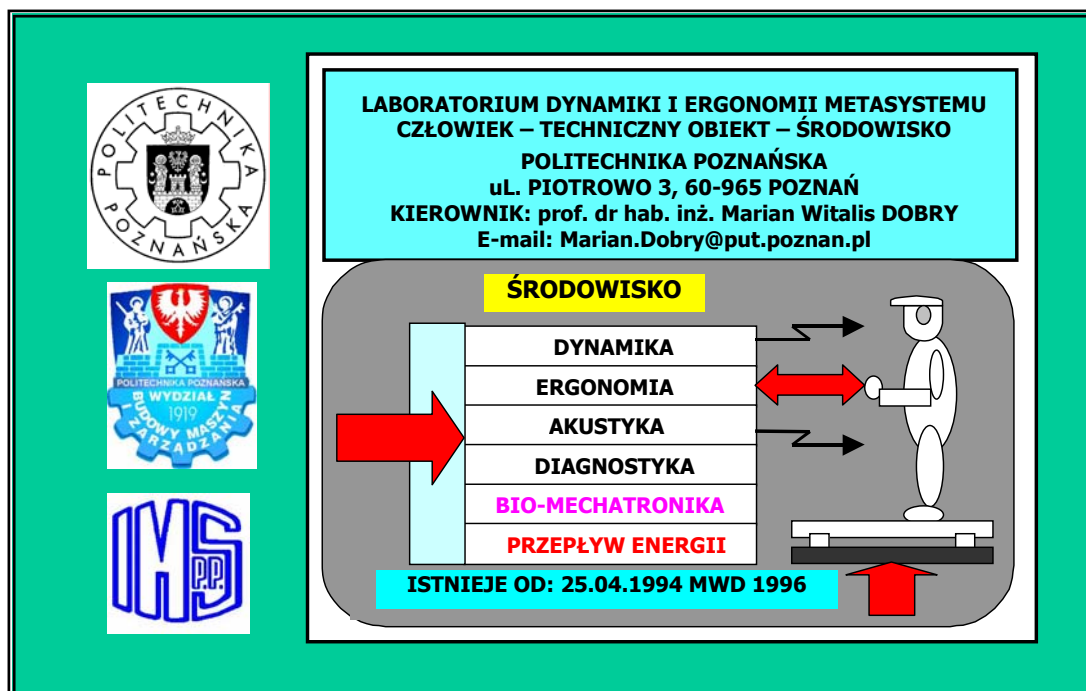 POLITECHNIKA
POZNAŃSKA
POLITECHNIKA POZNAŃSKA
WYDZIAŁ
1919
BUDOWY MASZYN
I ZARZĄDZANIA
IMS
P.P.
LABORATORIUM DYNAMIKI I ERGONOMII METASYSTEMU
CZŁOWIEK – TECHNICZNY OBIEKT – ŚRODOWISKO
POLITECHNIKA POZNAŃSKA
uL. PIOTROWO 3, 60-965 POZNAŃ
KIEROWNIK: prof. dr hab. inż. Marian Witalis DOBRY
E-mail: Marian.Dobry@put.poznan.pl
ŚRODOWISKO
DYNAMIKA
ERGONOMIA
AKUSTYKA
DIAGNOSTYKA
BIO-MECHATRONIKA
PRZEPŁYW ENERGII
ISTNIEJE OD: 25.04.1994 MWD 1996